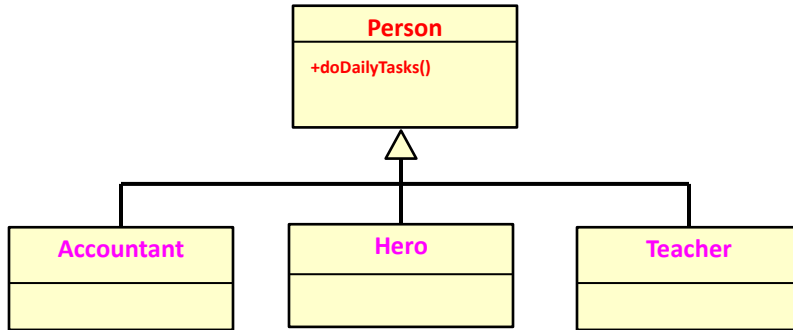 Person
+doDailyTasks()
Accountant
Hero
Teacher